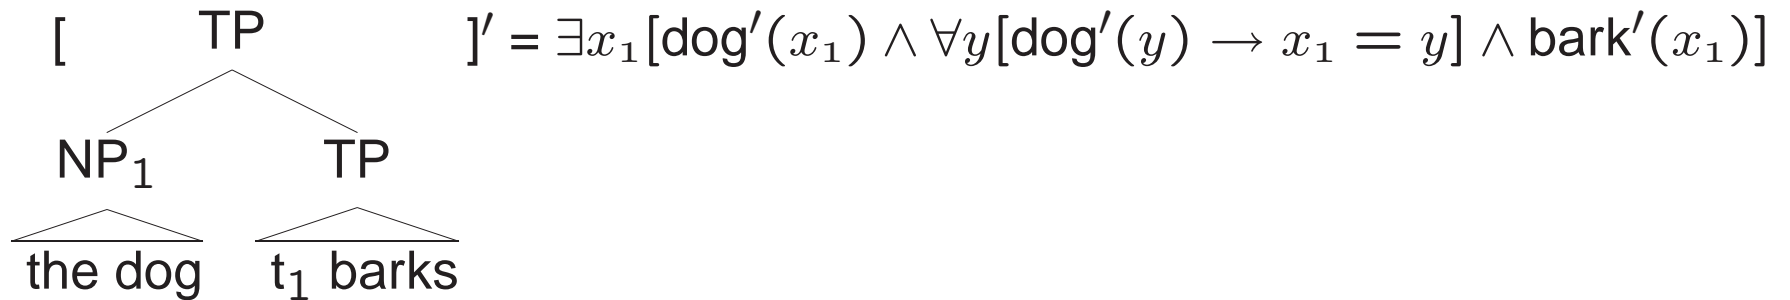 [ TP ]′ = ∃x₁[dog′(x₁) ∧ ∀y[dog′(y) → x₁ = y] ∧ bark′(x₁)]
NP₁ TP
the dog t₁ barks